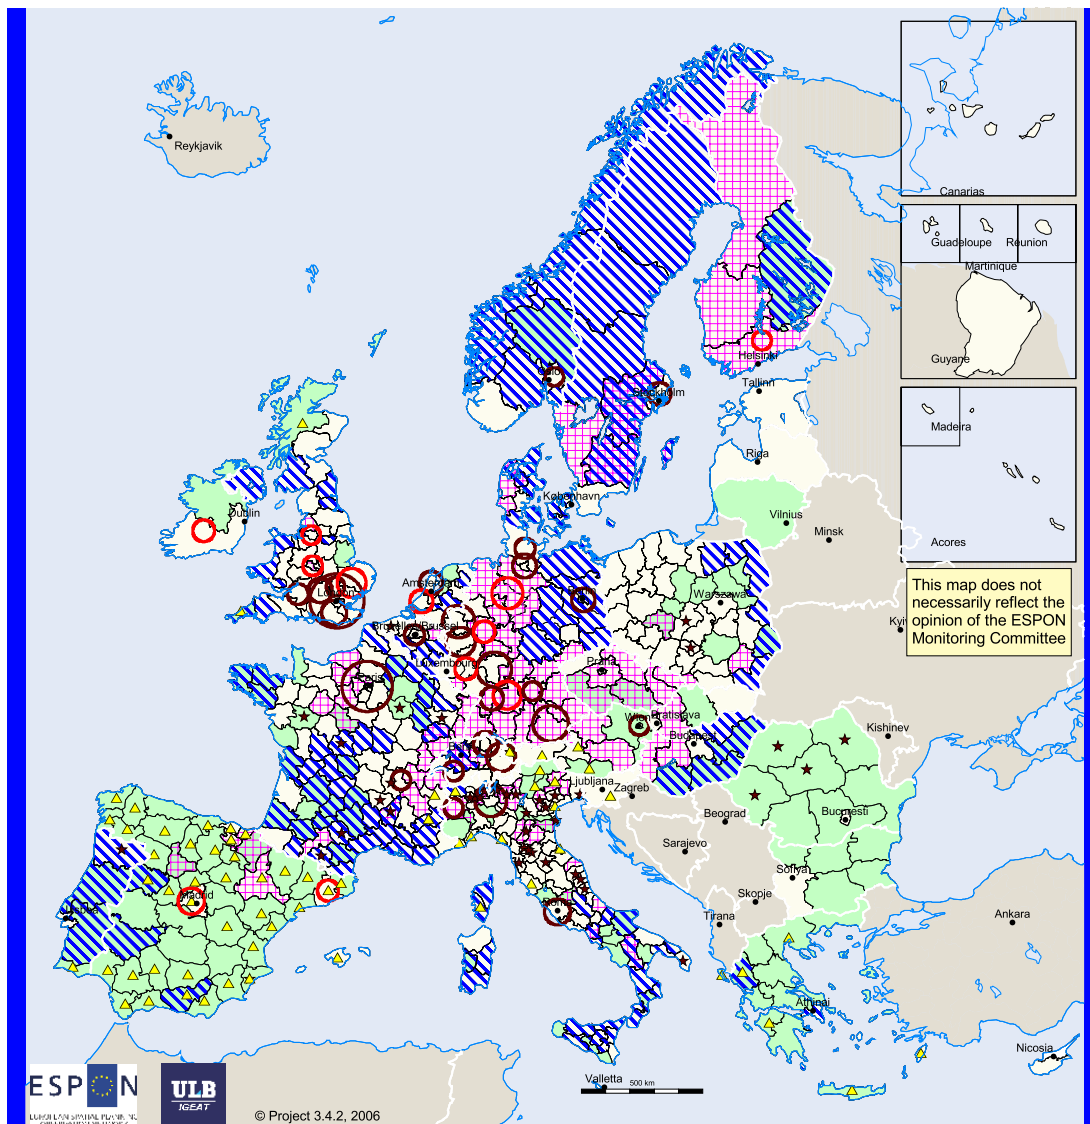 Reykjavik
Canarias
Guadeloupe
Réunion
Martinique
Guyane
Helsinki
Tallinn
Oslo
Stockholm
Madeira
Riga
København
Dublin
Vilnius
Minsk
Acores
This map does not
necessarily reflect the
opinion of the ESPON
Monitoring Committee
Amsterdam
London
Warszawa
Kyiv
Bruxelles/Brussel
Luxembourg
Praha
Paris
Wien
Bratislava
Kishinev
Budapest
Ljubljana
Zagreb
Beograd
Bucuresti
Sarajevo
Sofiya
Skopje
Madrid
Roma
Lisboa
Tirana
Ankara
Athinai
Nicosia
Valletta
500 km
ESPON
ULB
IGEAT
© Project 3.4.2, 2006